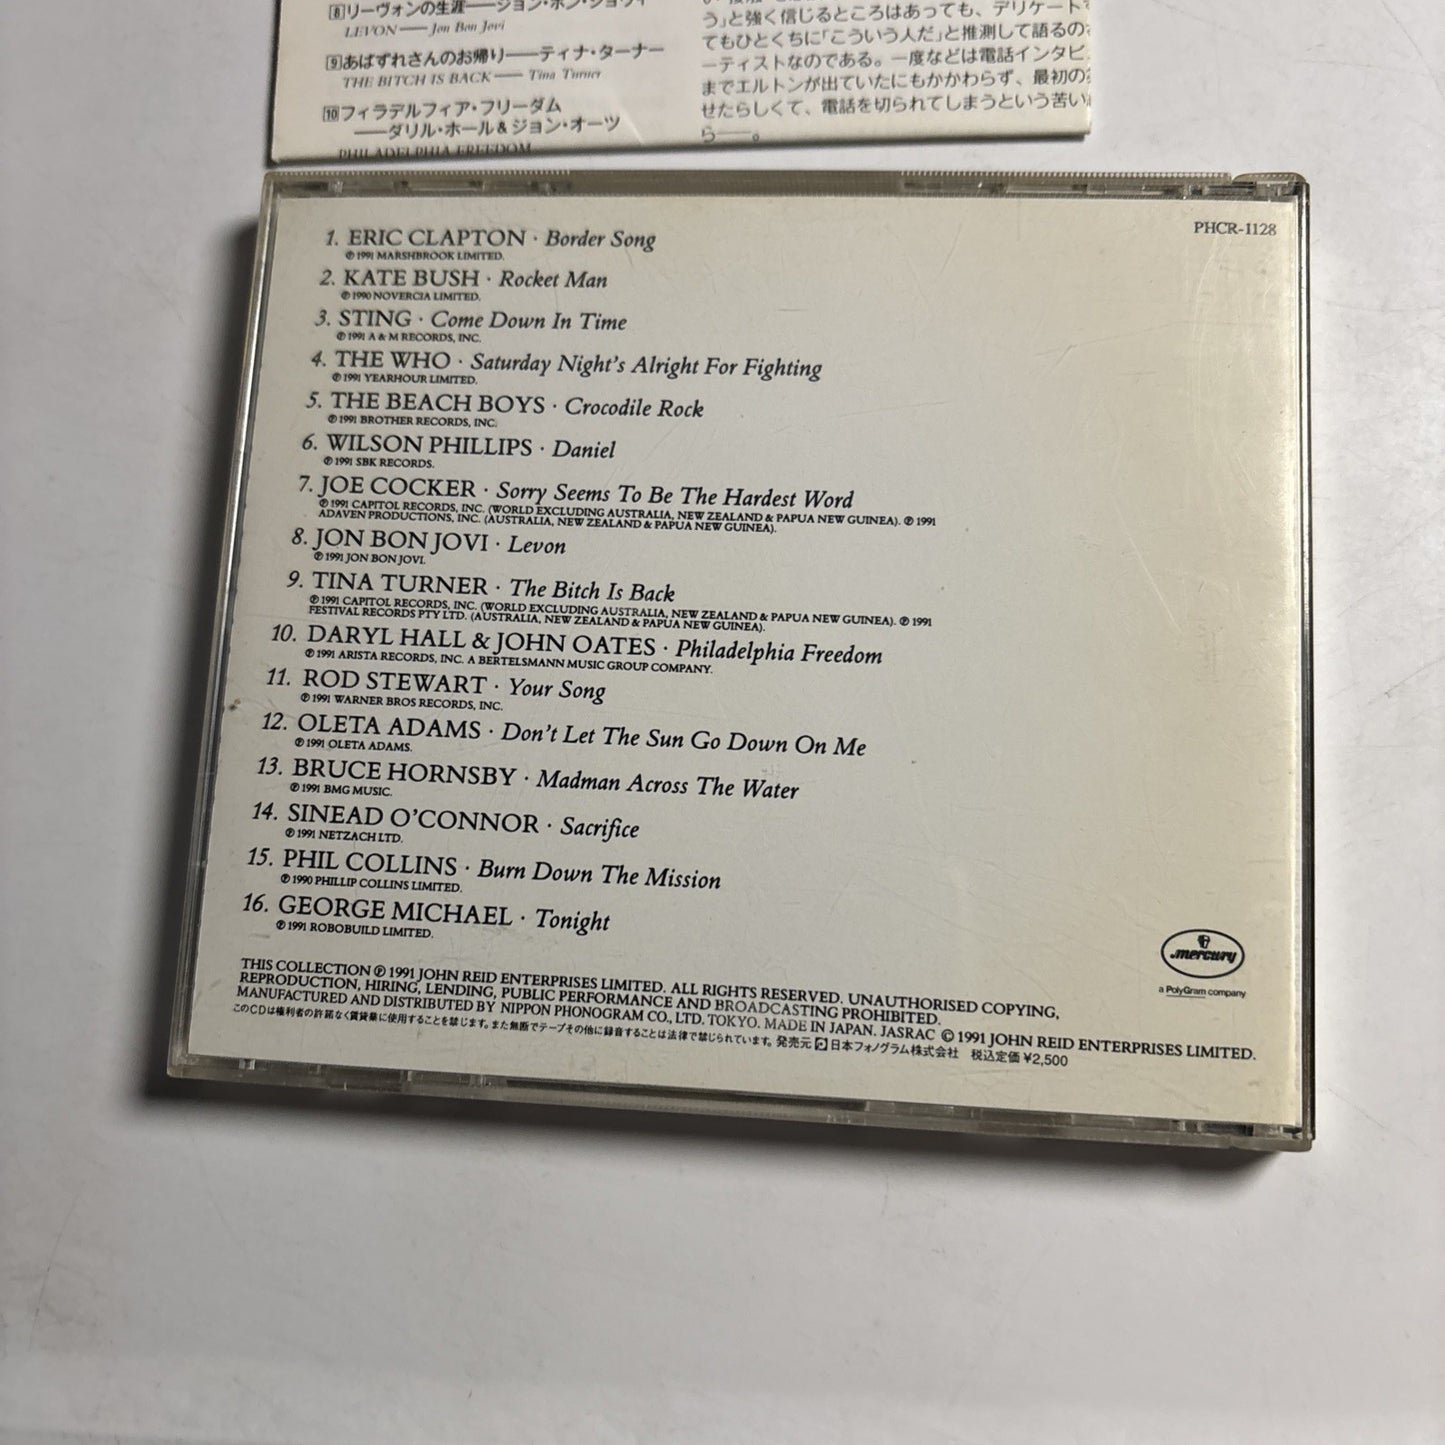 8 リーヴォンの生涯——ジョン・ボン・ジョヴィ
LEVON—— Jon Bon Jovi
9 あばずれさんのお帰り——ティナ・ターナー
THE BITCH IS BACK—— Tina Turner
10 フィラデルフィア・フリーダム
——ダリル・ホール&ジョン・オーツ
PHILADELPHIA FREEDOM
う」と強く信じるところはあっても、デリケートで
てもひとくちに「こういう人だ」と推測して語るの
ーティストなのである。一度などは電話インタビ
までエルトンが出ていたにもかかわらず、最初の
せたらしくて、電話を切られてしまうという苦い
ら——。
PHCR-1128
1. ERIC CLAPTON · Border Song
℗ 1991 MARSHBROOK LIMITED.
2. KATE BUSH · Rocket Man
℗ 1990 NOVERCIA LIMITED.
3. STING · Come Down In Time
℗ 1991 A & M RECORDS, INC.
4. THE WHO · Saturday Night's Alright For Fighting
℗ 1991 YEARHOUR LIMITED.
5. THE BEACH BOYS · Crocodile Rock
℗ 1991 BROTHER RECORDS, INC.
6. WILSON PHILLIPS · Daniel
℗ 1991 SBK RECORDS.
7. JOE COCKER · Sorry Seems To Be The Hardest Word
℗ 1991 CAPITOL RECORDS, INC. (WORLD EXCLUDING AUSTRALIA, NEW ZEALAND & PAPUA NEW GUINEA). ℗ 1991
ADAVEN PRODUCTIONS, INC. (AUSTRALIA, NEW ZEALAND & PAPUA NEW GUINEA).
8. JON BON JOVI · Levon
℗ 1991 JON BON JOVI.
9. TINA TURNER · The Bitch Is Back
℗ 1991 CAPITOL RECORDS, INC. (WORLD EXCLUDING AUSTRALIA, NEW ZEALAND & PAPUA NEW GUINEA). ℗ 1991
FESTIVAL RECORDS PTY LTD. (AUSTRALIA, NEW ZEALAND & PAPUA NEW GUINEA).
10. DARYL HALL & JOHN OATES · Philadelphia Freedom
℗ 1991 ARISTA RECORDS, INC. A BERTELSMANN MUSIC GROUP COMPANY.
11. ROD STEWART · Your Song
℗ 1991 WARNER BROS RECORDS, INC.
12. OLETA ADAMS · Don't Let The Sun Go Down On Me
℗ 1991 OLETA ADAMS.
13. BRUCE HORNSBY · Madman Across The Water
℗ 1991 BMG MUSIC.
14. SINEAD O'CONNOR · Sacrifice
℗ 1991 NETZACH LTD.
15. PHIL COLLINS · Burn Down The Mission
℗ 1990 PHILLIP COLLINS LIMITED.
16. GEORGE MICHAEL · Tonight
℗ 1991 ROBOBUILD LIMITED.
mercury
a PolyGram company
THIS COLLECTION ℗ 1991 JOHN REID ENTERPRISES LIMITED. ALL RIGHTS RESERVED. UNAUTHORISED COPYING,
REPRODUCTION, HIRING, LENDING, PUBLIC PERFORMANCE AND BROADCASTING PROHIBITED.
MANUFACTURED AND DISTRIBUTED BY NIPPON PHONOGRAM CO., LTD. TOKYO. MADE IN JAPAN. JASRAC © 1991 JOHN REID ENTERPRISES LIMITED.
このCDは権利者の許諾なく賃貸業に使用することを禁じます。また無断でテープその他に録音することは法律で禁じられています。発売元 日本フォノグラム株式会社 税込定価¥2,500